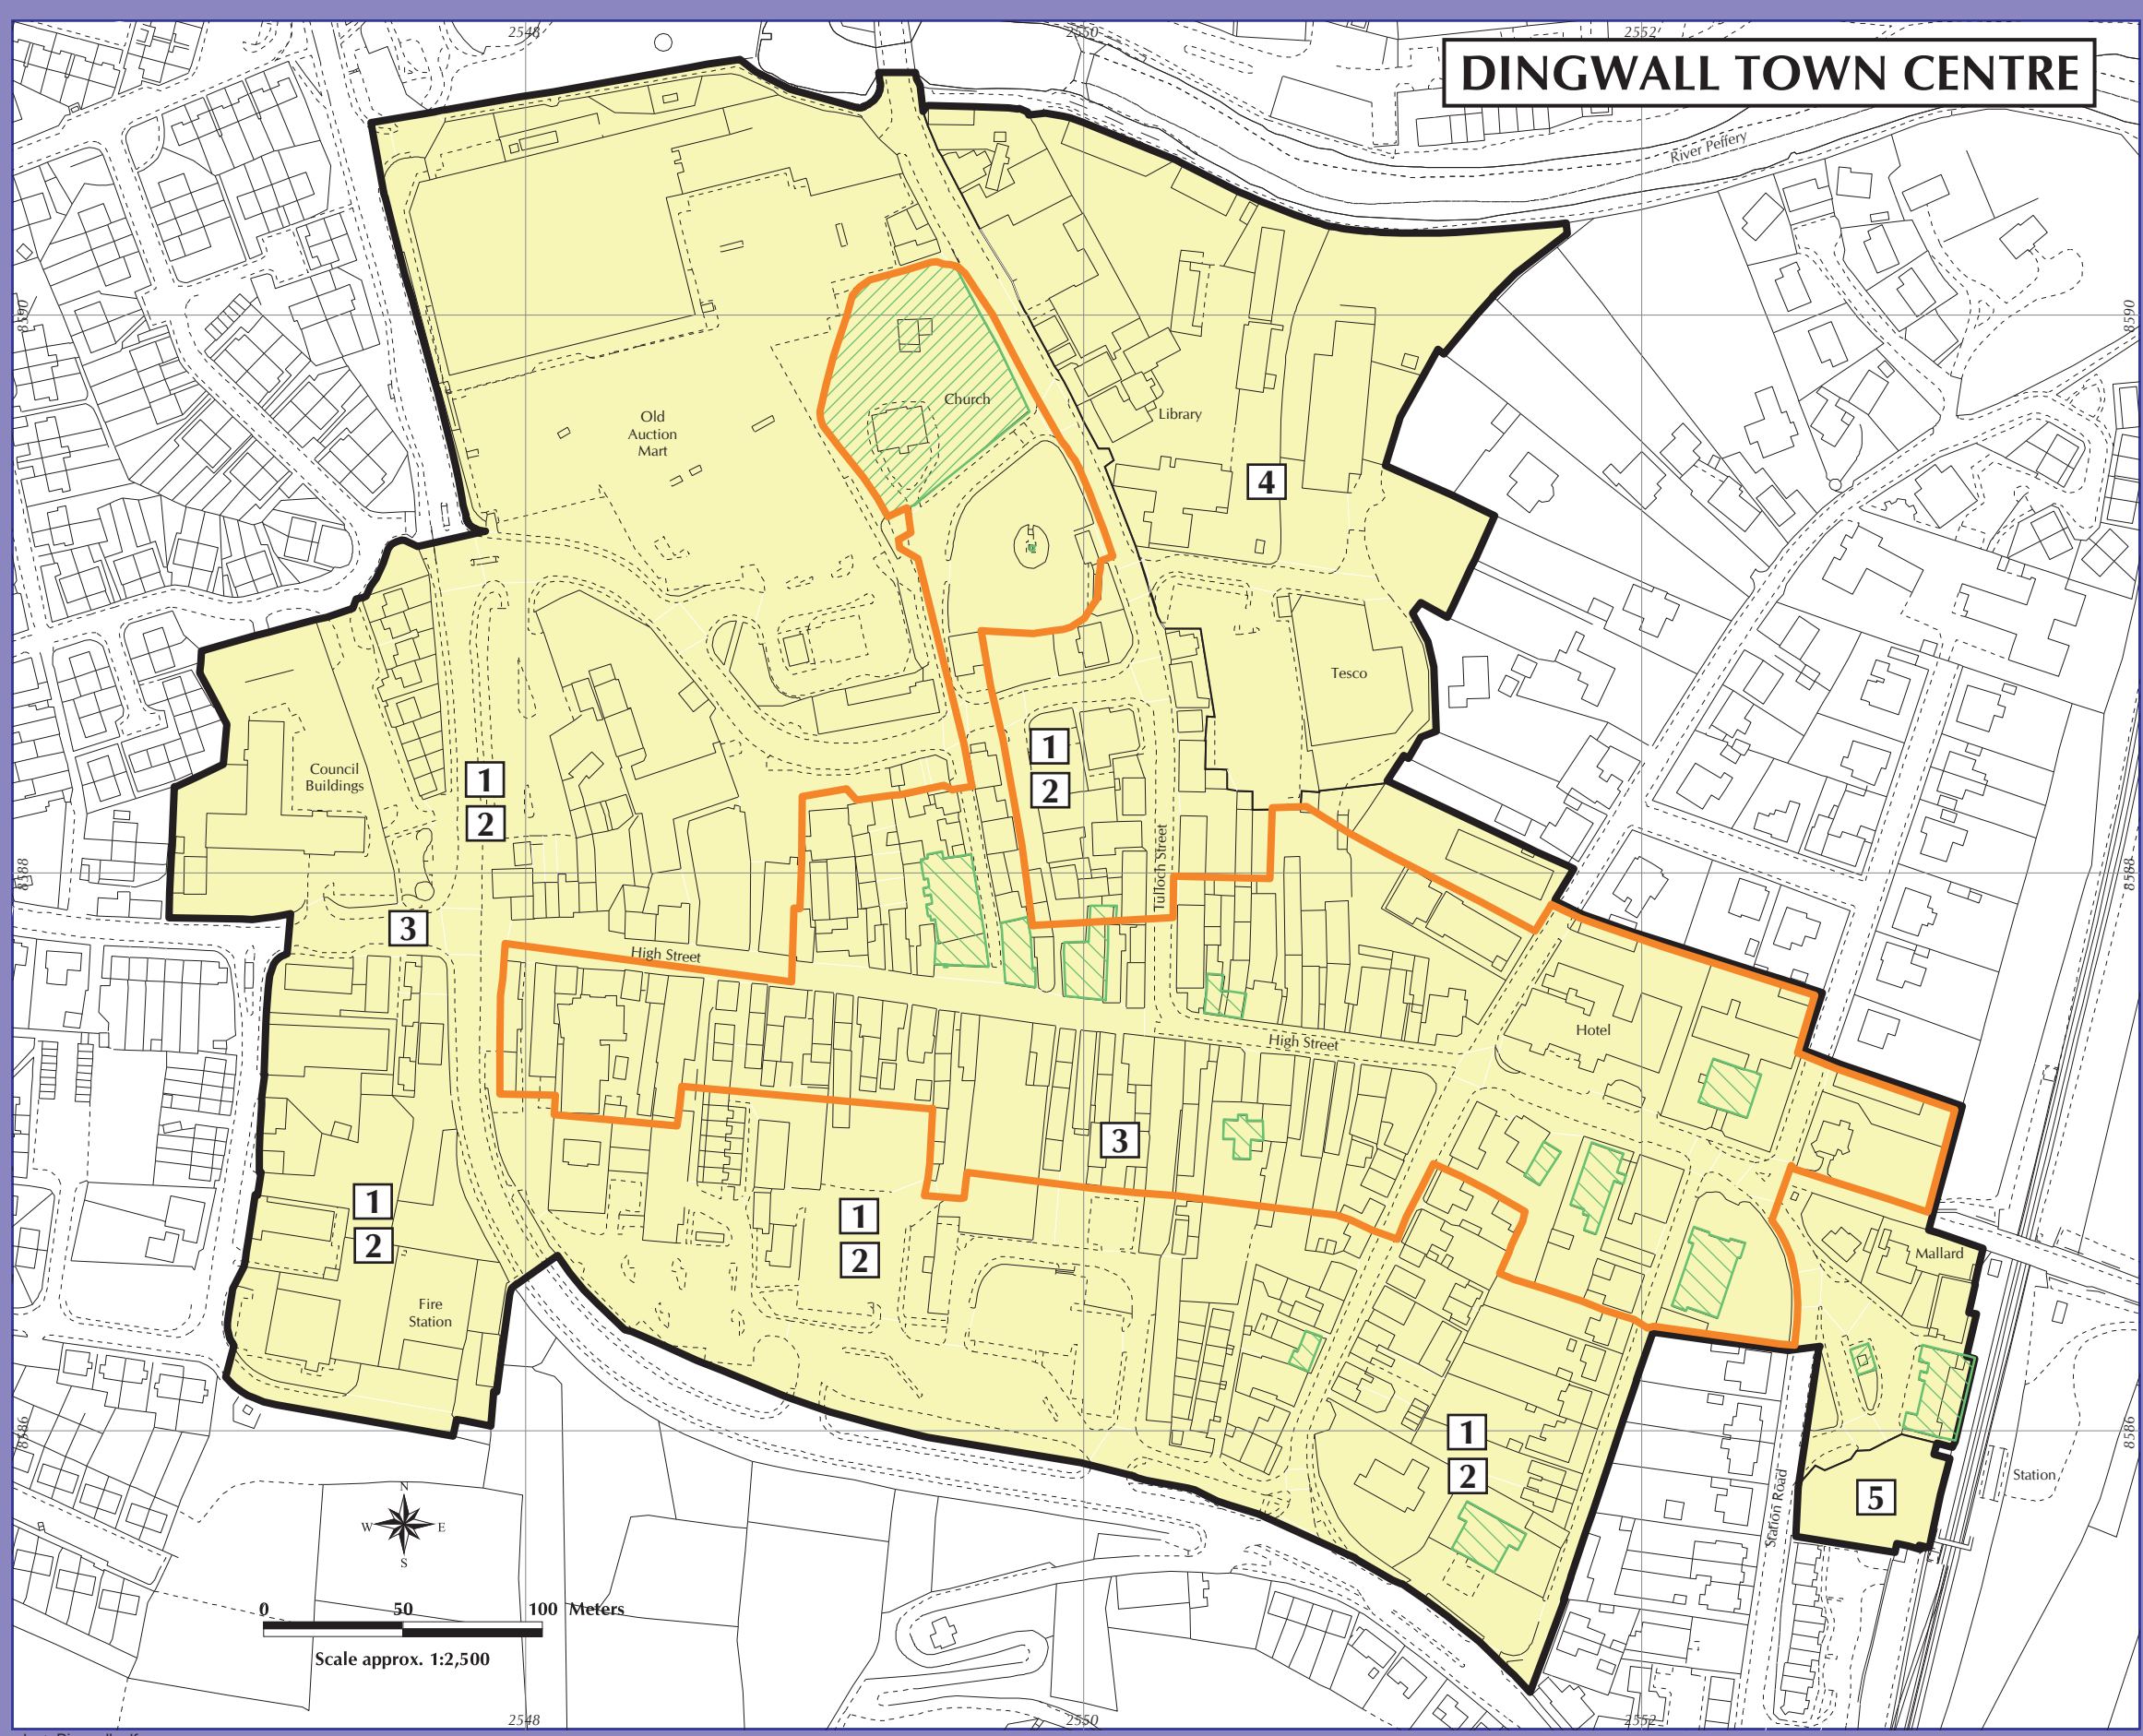 2548
2550
2552
DINGWALL TOWN CENTRE
River Peffery
8590
8590
Church
Old
Auction
Mart
Library
4
Tesco
1
2
Council
Buildings
1
2
Tulloch Street
8588
8588
3
High Street
Hotel
High Street
3
1
2
1
2
Mallard
Fire
Station
8586
8586
1
2
Station
5
Station Road
N
W
E
S
0
50
100 Meters
Scale approx. 1:2,500
2548
2550
2552